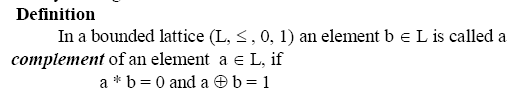 Definition
In a bounded lattice (L, ≤ , 0, 1) an element b ∈ L is called a
complement of an element a ∈ L, if
a * b = 0 and a ⊕ b = 1